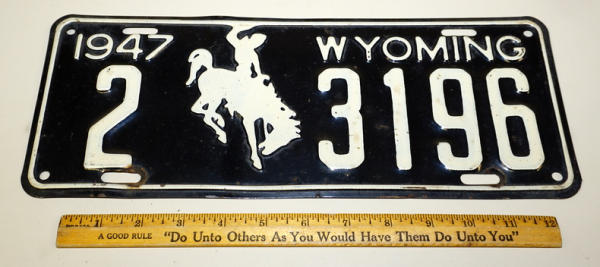 1947 WYOMING
2 3196
1 2 3 4 5 6 7 8 9 10 11 12
A GOOD RULE "Do Unto Others As You Would Have Them Do Unto You"